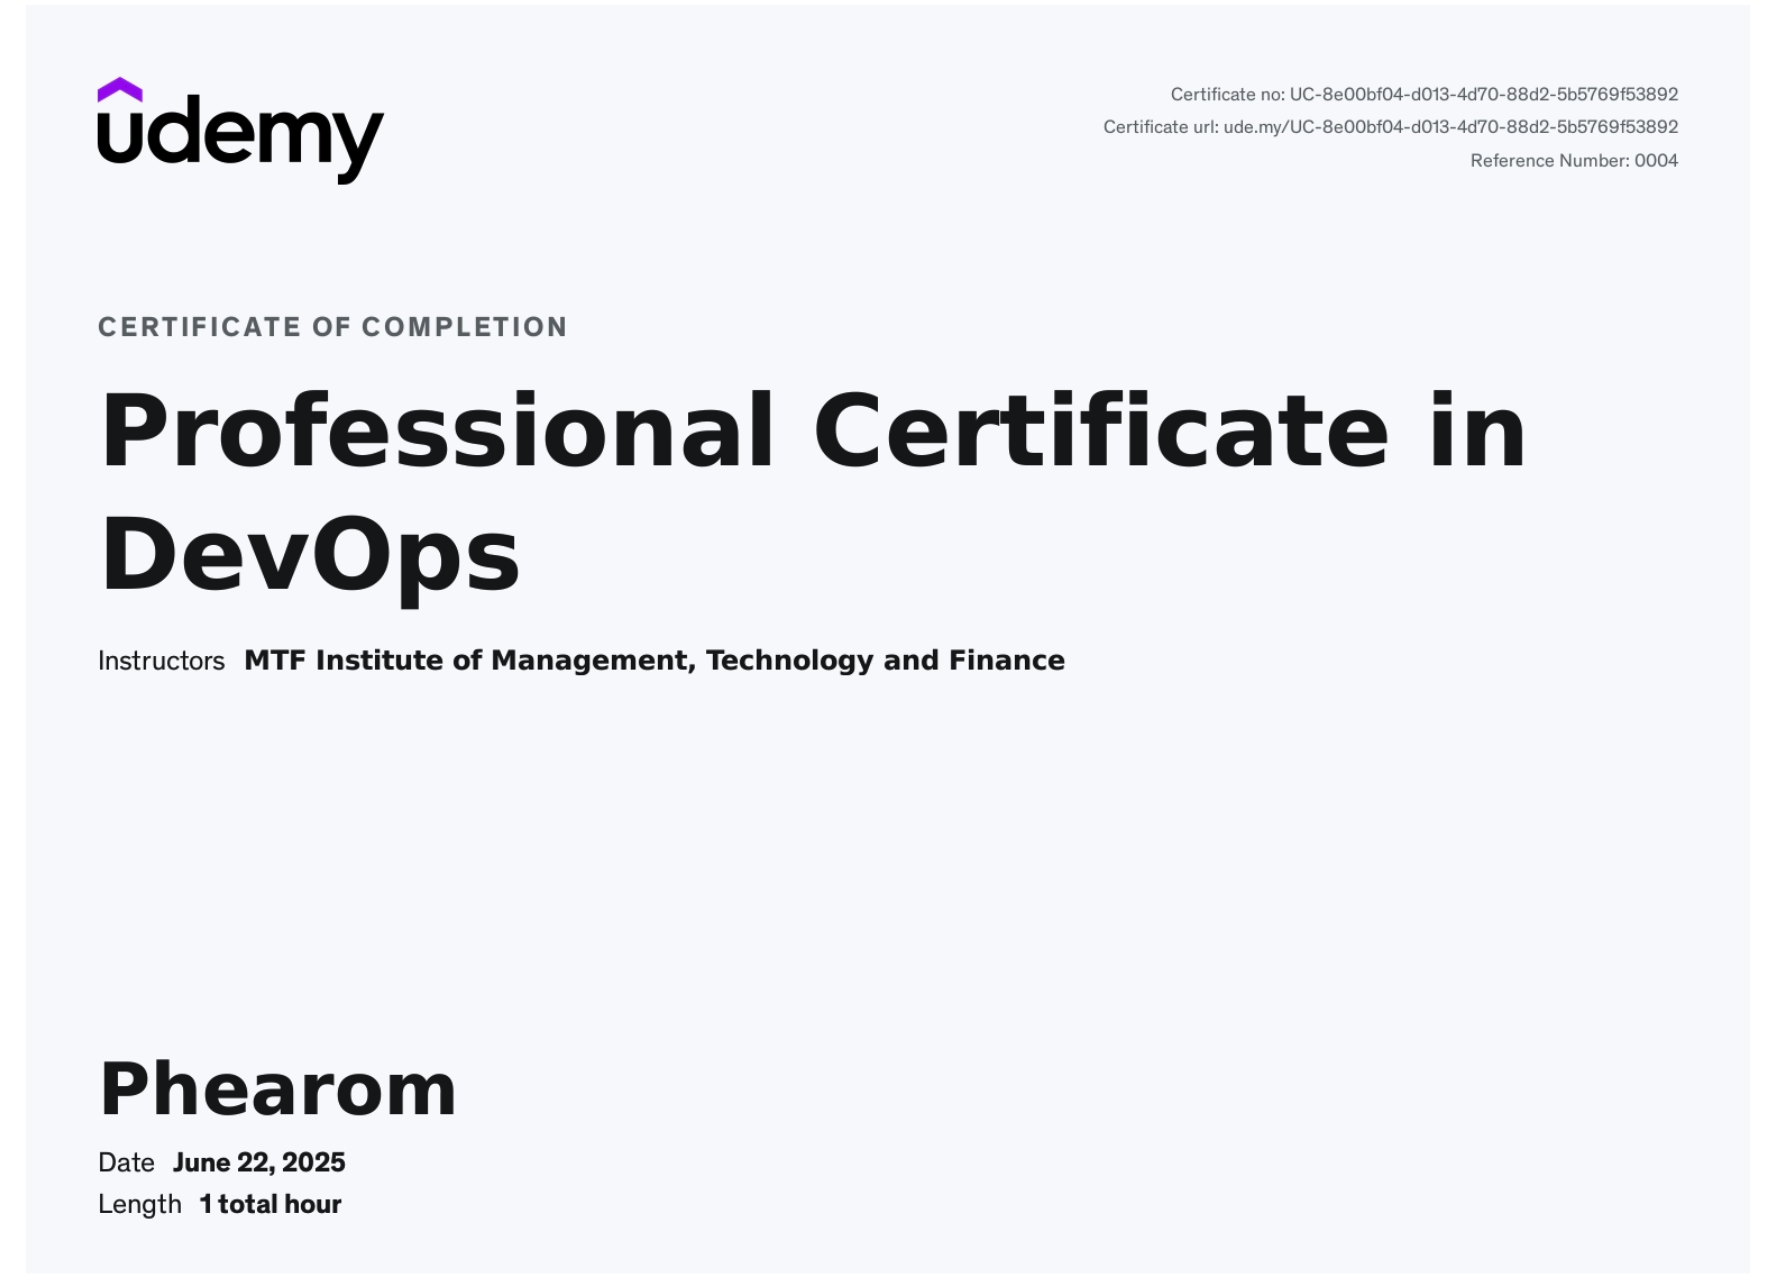 udemy
Certificate no: UC-8e00bf04-d013-4d70-88d2-5b5769f53892
Certificate url: ude.my/UC-8e00bf04-d013-4d70-88d2-5b5769f53892
Reference Number: 0004
CERTIFICATE OF COMPLETION
Professional Certificate in
DevOps
Instructors MTF Institute of Management, Technology and Finance
Phearom
Date June 22, 2025
Length 1 total hour